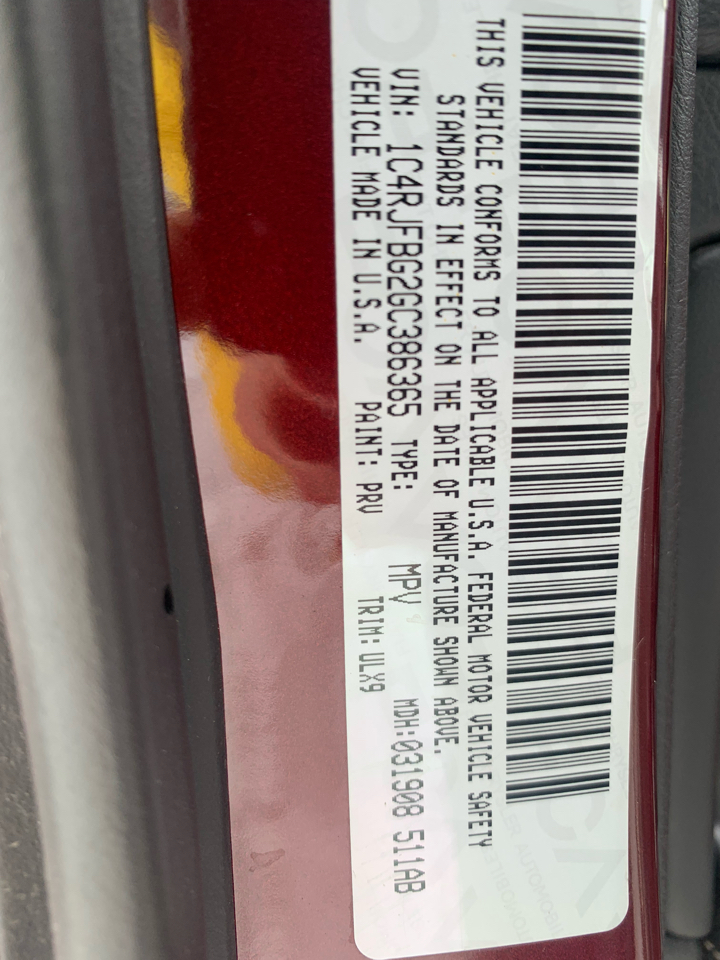 THIS VEHICLE CONFORMS TO ALL APPLICABLE U.S.A. FEDERAL MOTOR VEHICLE SAFETY
STANDARDS IN EFFECT ON THE DATE OF MANUFACTURE SHOWN ABOVE.
VIN: 1C4RJFBG2GC386365 TYPE: MPV MDH:031908 511AB
VEHICLE MADE IN U.S.A. PAINT: PRV TRIM: ULX9